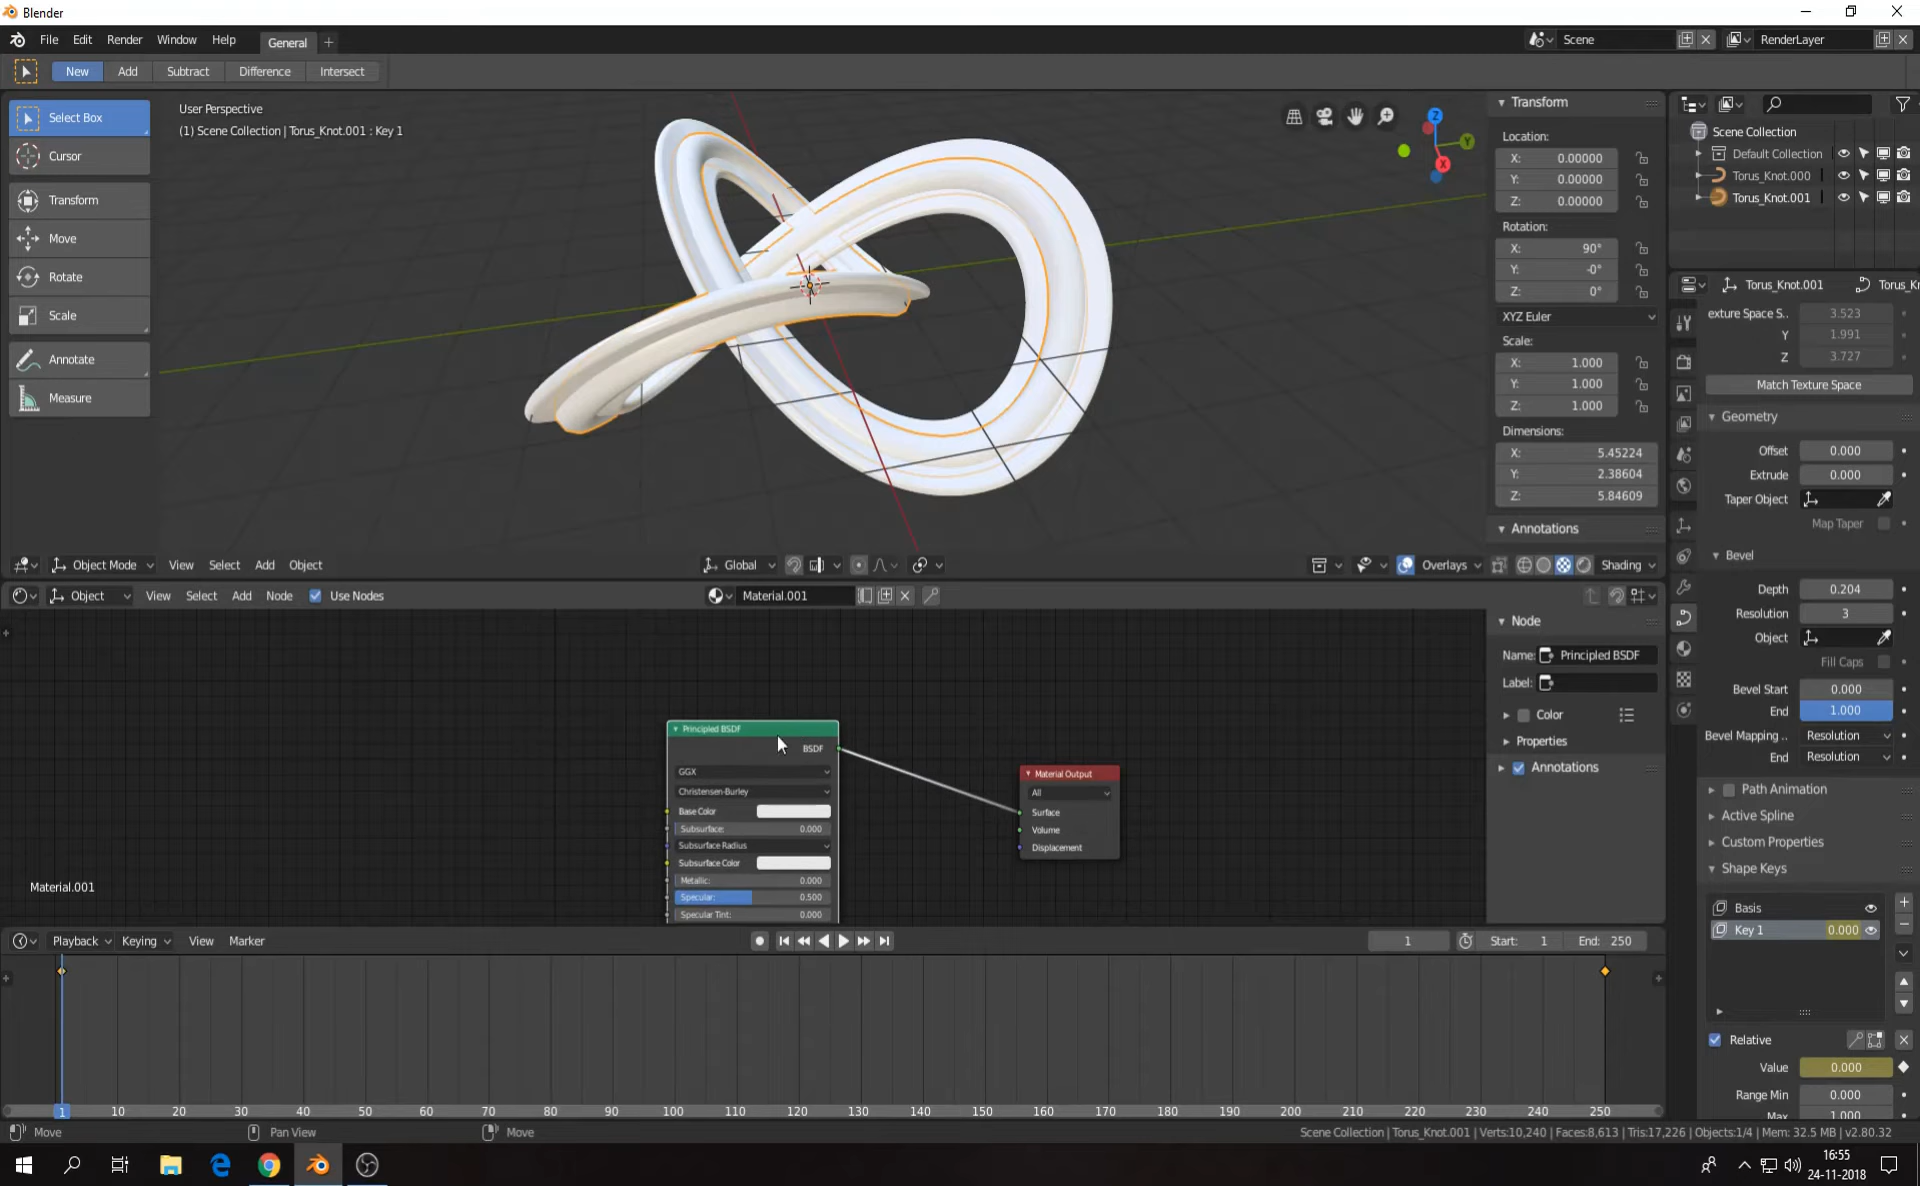 Blender
File Edit Render Window Help General + Scene RenderLayer
New Add Subtract Difference Intersect
Select Box
Cursor
Transform
Move
Rotate
Scale
Annotate
Measure
User Perspective
(1) Scene Collection | Torus_Knot.001 : Key 1
Z
Y
X
Transform
Location:
X: 0.00000
Y: 0.00000
Z: 0.00000
Rotation:
X: 90°
Y: -0°
Z: 0°
XYZ Euler
Scale:
X: 1.000
Y: 1.000
Z: 1.000
Dimensions:
X: 5.45224
Y: 2.38604
Z: 5.84609
Annotations
Scene Collection
Default Collection
Torus_Knot.000
Torus_Knot.001
Torus_Knot.001 Torus_Kr
exture Space S.. 3.523
Y 1.991
Z 3.727
Match Texture Space
Geometry
Offset 0.000
Extrude 0.000
Taper Object
Map Taper
Bevel
Depth 0.204
Resolution 3
Object
Fill Caps
Bevel Start 0.000
End 1.000
Bevel Mapping .. Resolution
End Resolution
Path Animation
Active Spline
Custom Properties
Shape Keys
Basis
Key 1 0.000
Relative
Value 0.000
Range Min 0.000
Max 1.000
Object Mode View Select Add Object Global Overlays Shading
Object View Select Add Node Use Nodes Material.001
Principled BSDF
BSDF
GGX
Christensen-Burley
Base Color
Subsurface: 0.000
Subsurface Radius
Subsurface Color
Metallic: 0.000
Specular: 0.500
Specular Tint: 0.000
Material Output
All
Surface
Volume
Displacement
Material.001
Node
Name: Principled BSDF
Label:
Color
Properties
Annotations
Playback Keying View Marker 1 Start: 1 End: 250
1 10 20 30 40 50 60 70 80 90 100 110 120 130 140 150 160 170 180 190 200 210 220 230 240 250
Move Pan View Move Scene Collection | Torus_Knot.001 | Verts:10,240 | Faces:8,613 | Tris:17,226 | Objects:1/4 | Mem: 32.5 MB | v2.80.32
16:55
24-11-2018